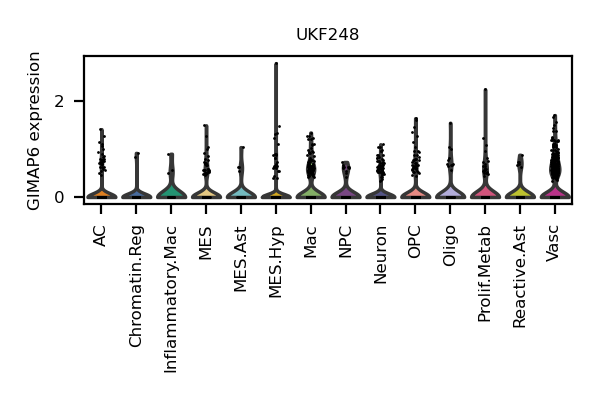 UKF248
GIMAP6 expression
2
0
AC
Chromatin.Reg
Inflammatory.Mac
MES
MES.Ast
MES.Hyp
Mac
NPC
Neuron
OPC
Oligo
Prolif.Metab
Reactive.Ast
Vasc